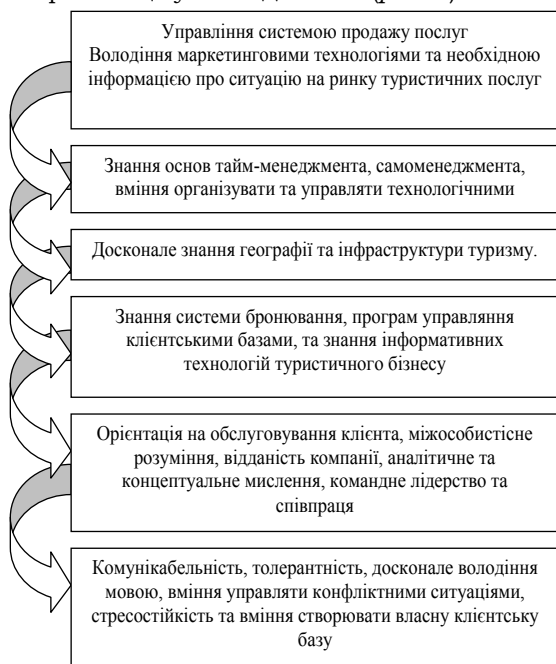 Управління системою продажу послуг
Володіння маркетинговими технологіями та необхідною
інформацією про ситуацію на ринку туристичних послуг
Знання основ тайм-менеджмента, самоменеджмента,
вміння організувати та управляти технологічними
Досконале знання географії та інфраструктури туризму.
Знання системи бронювання, програм управляння
клієнтськими базами, та знання інформативних
технологій туристичного бізнесу
Орієнтація на обслуговування клієнта, міжособистісне
розуміння, відданість компанії, аналітичне та
концептуальне мислення, командне лідерство та
співпраця
Комунікабельність, толерантність, досконале володіння
мовою, вміння управляти конфліктними ситуаціями,
стресостійкість та вміння створювати власну клієнтську
базу